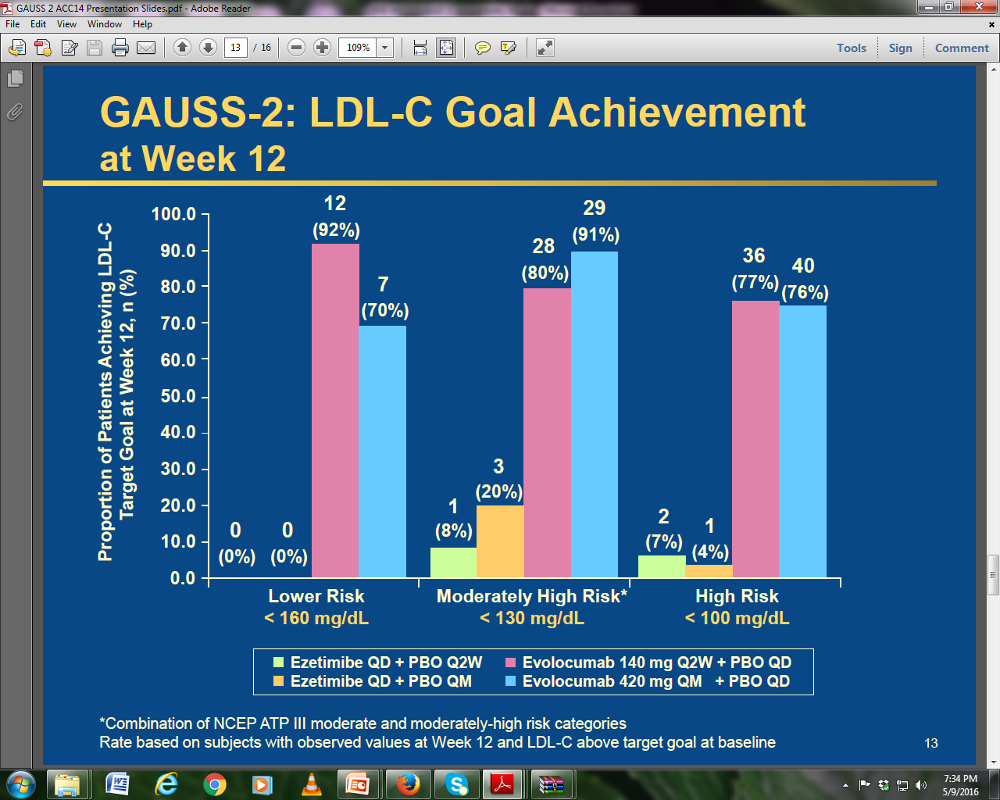 GAUSS 2 ACC14 Presentation Slides.pdf - Adobe Reader
File Edit View Window Help
13 / 16 109% Tools Sign Comment
GAUSS-2: LDL-C Goal Achievement
at Week 12
Proportion of Patients Achieving LDL-C
Target Goal at Week 12, n (%)
100.0
90.0
80.0
70.0
60.0
50.0
40.0
30.0
20.0
10.0
0.0
0
(0%)
0
(0%)
12
(92%)
7
(70%)
1
(8%)
3
(20%)
28
(80%)
29
(91%)
2
(7%)
1
(4%)
36
(77%)
40
(76%)
Lower Risk
< 160 mg/dL
Moderately High Risk*
< 130 mg/dL
High Risk
< 100 mg/dL
Ezetimibe QD + PBO Q2W
Evolocumab 140 mg Q2W + PBO QD
Ezetimibe QD + PBO QM
Evolocumab 420 mg QM + PBO QD
*Combination of NCEP ATP III moderate and moderately-high risk categories
Rate based on subjects with observed values at Week 12 and LDL-C above target goal at baseline
13
7:34 PM
5/9/2016